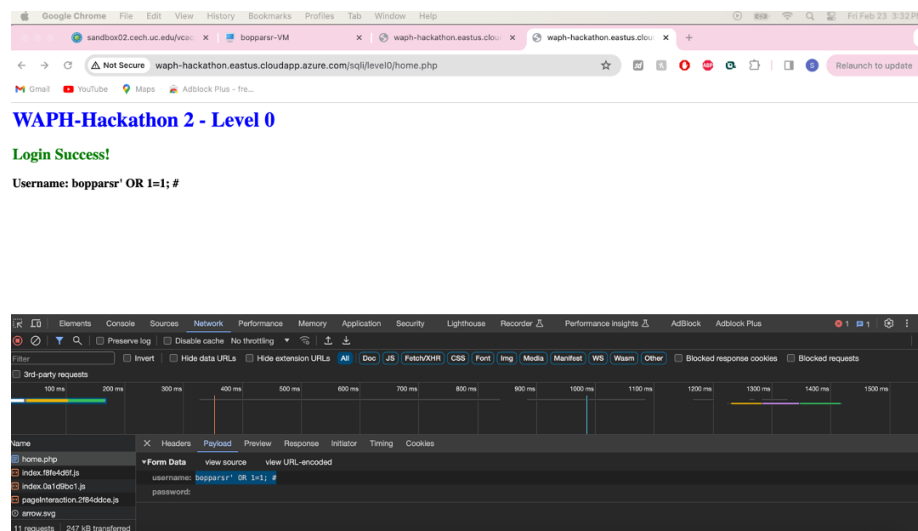 Google Chrome File Edit View History Bookmarks Profiles Tab Window Help Fri Feb 23 3:32 P
sandbox02.cech.uc.edu/vcac bopparsr-VM waph-hackathon.eastus.clou waph-hackathon.eastus.clou
Not Secure waph-hackathon.eastus.cloudapp.azure.com/sqli/level0/home.php Relaunch to update
Gmail YouTube Maps Adblock Plus - fre...
WAPH-Hackathon 2 - Level 0
Login Success!
Username: bopparsr' OR 1=1; #
Elements Console Sources Network Performance Memory Application Security Lighthouse Recorder Performance insights AdBlock Adblock Plus 1 1
Preserve log Disable cache No throttling
Filter Invert Hide data URLs Hide extension URLs All Doc JS Fetch/XHR CSS Font Img Media Manifest WS Wasm Other Blocked response cookies Blocked requests
3rd-party requests
100 ms 200 ms 300 ms 400 ms 500 ms 600 ms 700 ms 800 ms 900 ms 1000 ms 1100 ms 1200 ms 1300 ms 1400 ms 1500 ms
Name Headers Payload Preview Response Initiator Timing Cookies
home.php Form Data view source view URL-encoded
index.f8fe4d6f.js username: bopparsr' OR 1=1; #
index.0a1d9bc1.js password:
pageInteraction.2f84ddce.js
arrow.svg
11 requests 247 kB transferred